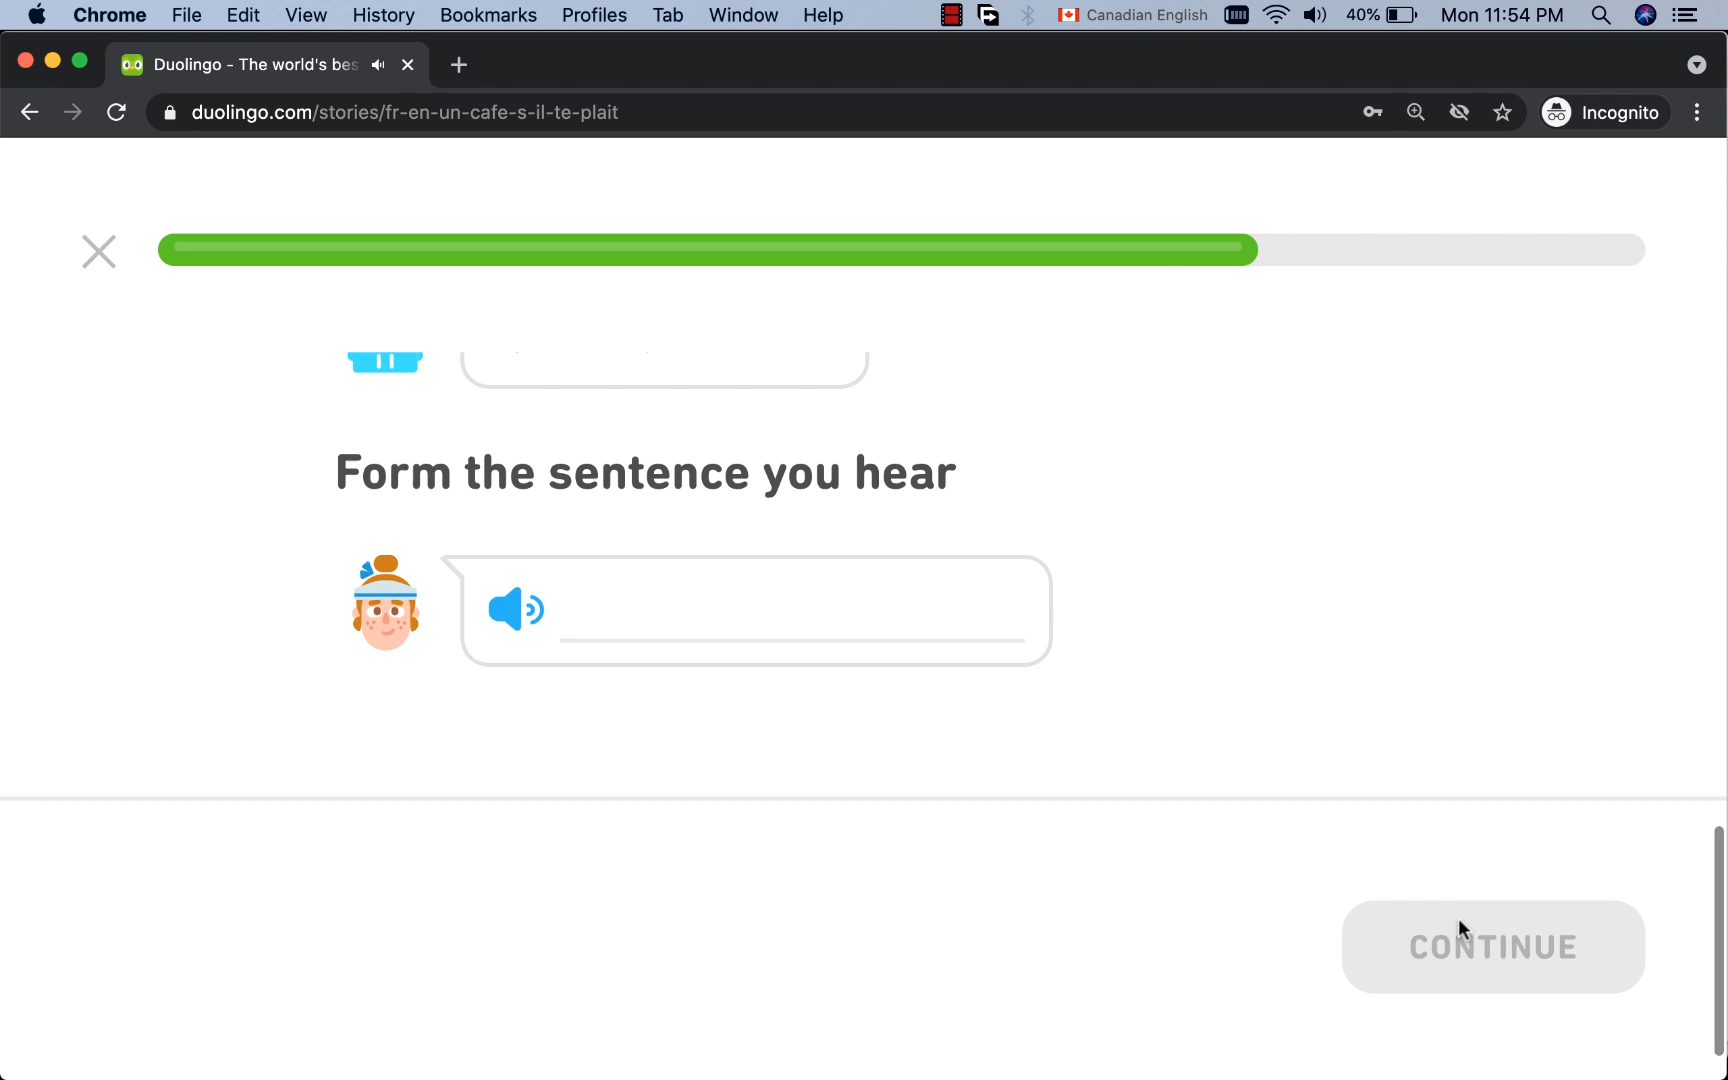 Chrome File Edit View History Bookmarks Profiles Tab Window Help Canadian English 40% Mon 11:54 PM
Duolingo - The world's bes
duolingo.com/stories/fr-en-un-cafe-s-il-te-plait Incognito
Form the sentence you hear
CONTINUE